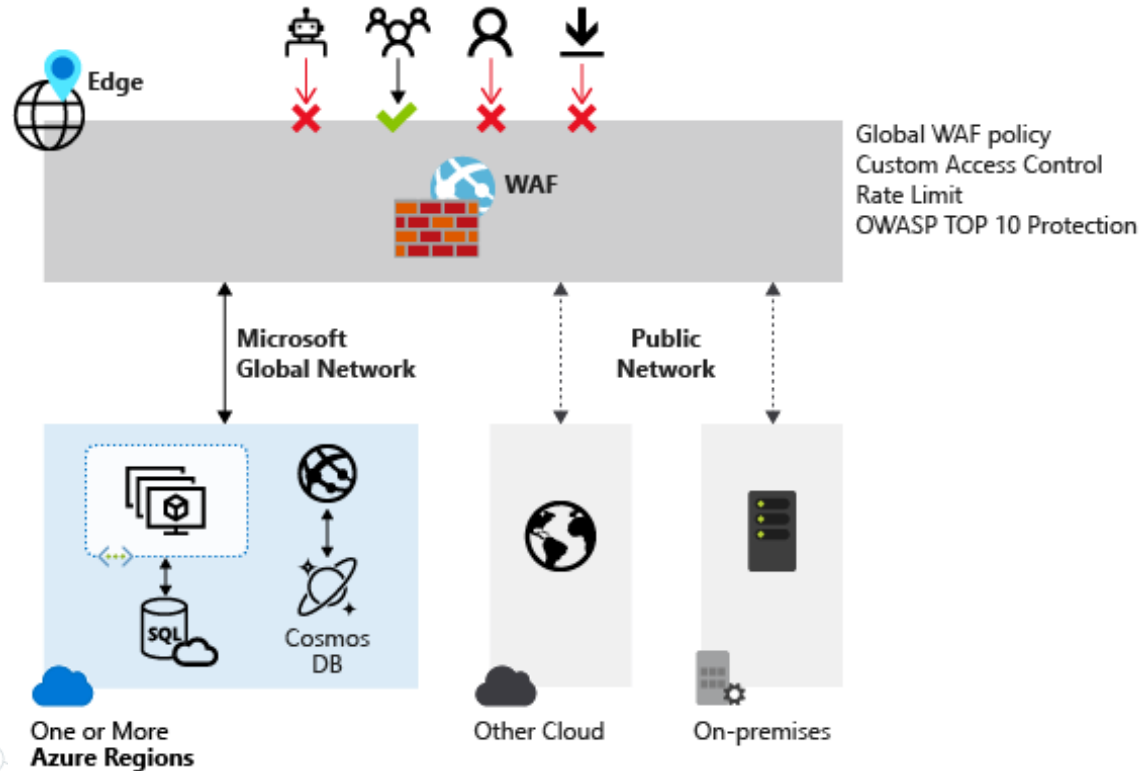 Edge
WAF
Global WAF policy
Custom Access Control
Rate Limit
OWASP TOP 10 Protection
Microsoft
Global Network
Public
Network
SQL
Cosmos
DB
One or More
Azure Regions
Other Cloud
On-premises